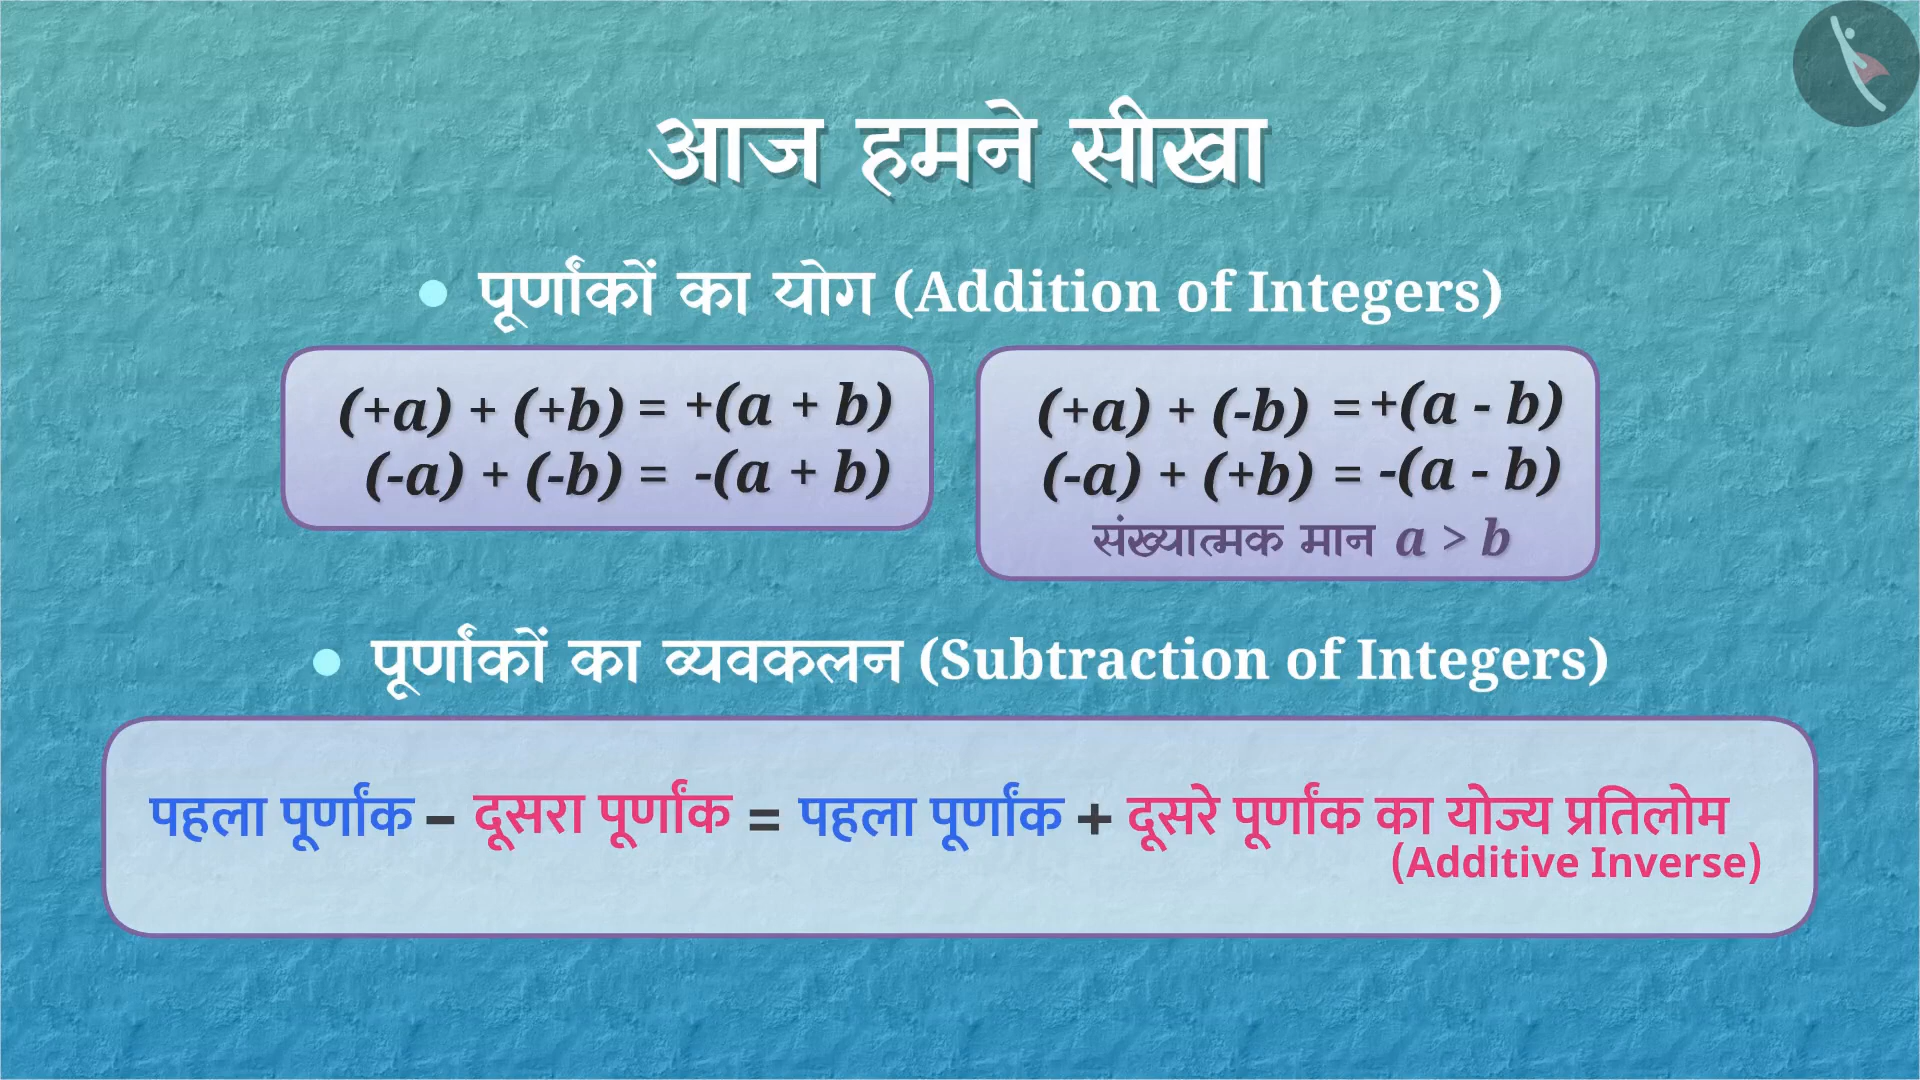 आज हमने सीखा
• पूर्णांकों का योग (Addition of Integers)
(+a) + (+b) = +(a + b)
(-a) + (-b) = -(a + b)
(+a) + (-b) = +(a - b)
(-a) + (+b) = -(a - b)
संख्यात्मक मान a > b
• पूर्णांकों का व्यवकलन (Subtraction of Integers)
पहला पूर्णांक – दूसरा पूर्णांक = पहला पूर्णांक + दूसरे पूर्णांक का योज्य प्रतिलोम
(Additive Inverse)